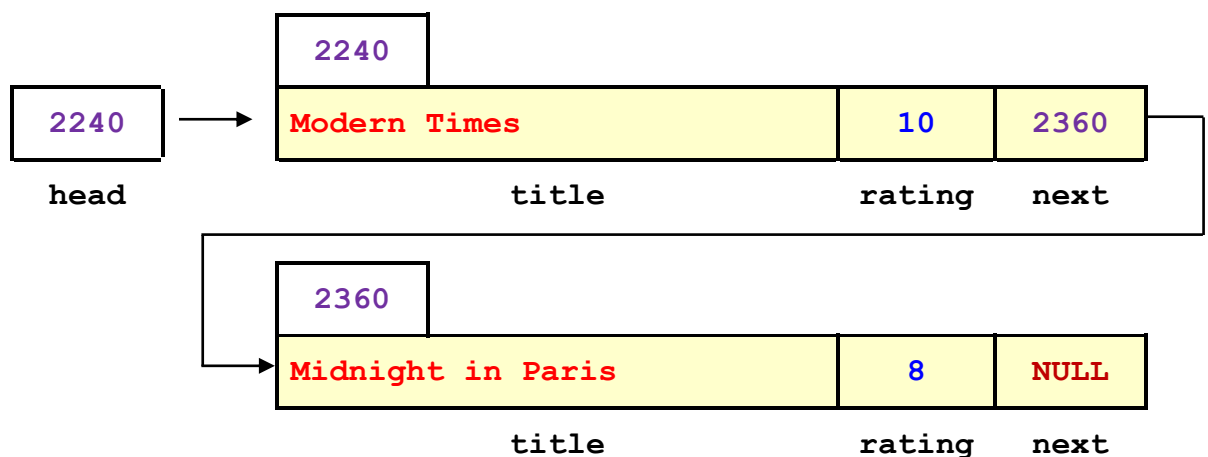 2240
2240 Modern Times 10 2360
head title rating next
2360
Midnight in Paris 8 NULL
title rating next